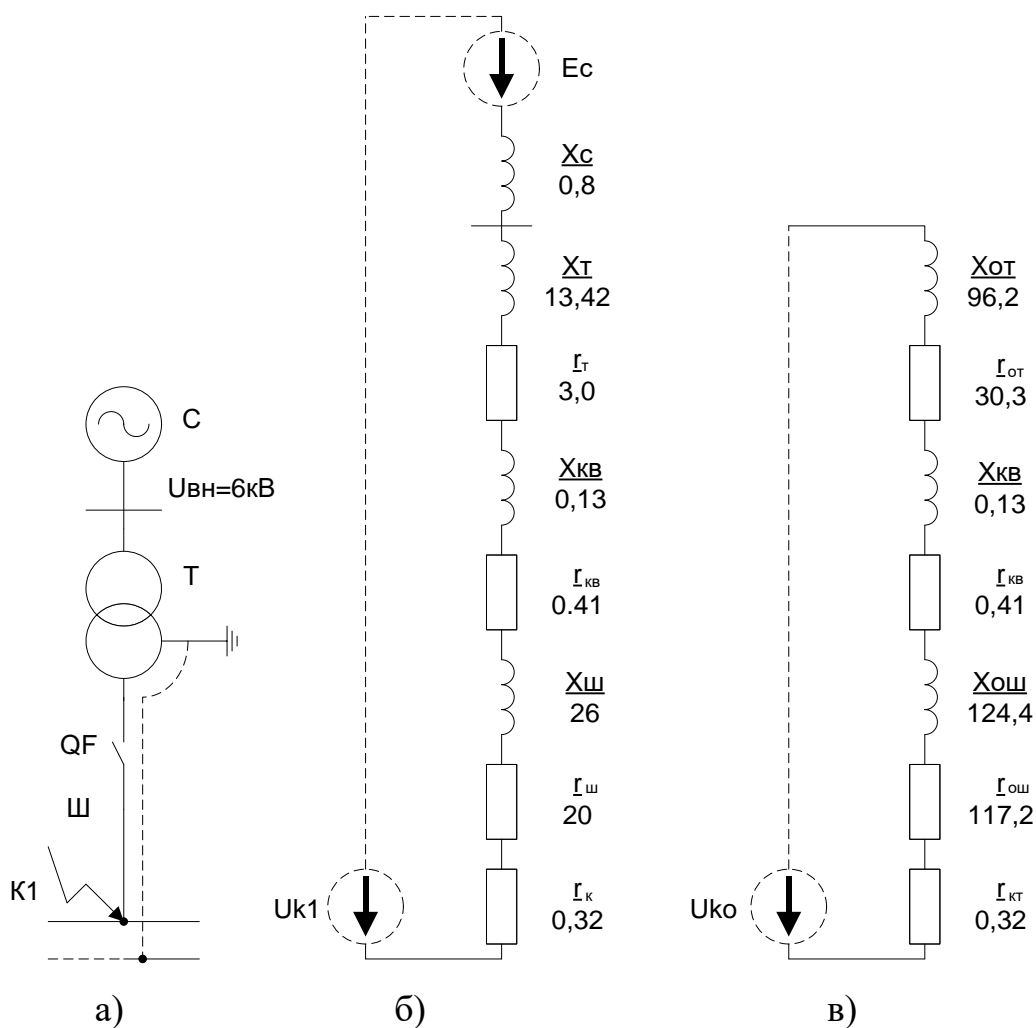 C
Uвн=6кВ
T
QF
Ш
К1
а)
Ес
Хс
0,8
Хт
13,42
rт
3,0
Хкв
0,13
rкв
0.41
Хш
26
rш
20
Uk1
rк
0,32
б)
Хот
96,2
rот
30,3
Хкв
0,13
rкв
0,41
Хош
124,4
rош
117,2
Uko
rкт
0,32
в)